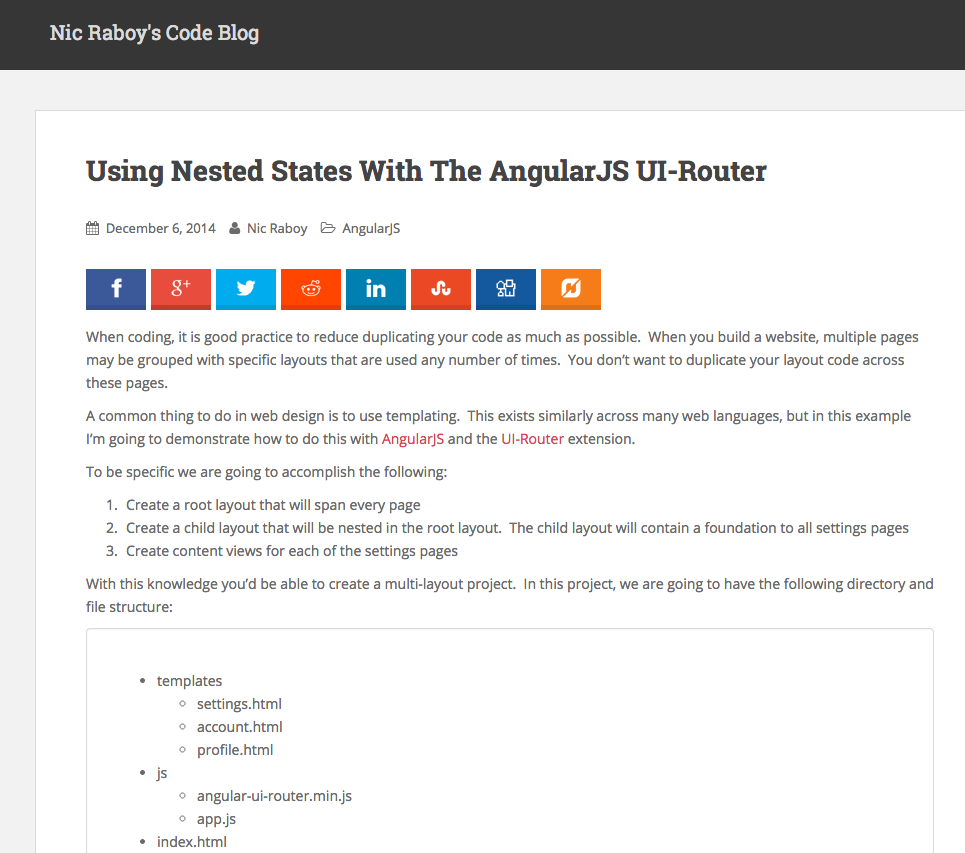 Nic Raboy's Code Blog
Using Nested States With The AngularJS UI-Router
December 6, 2014 Nic Raboy AngularJS
f g+ in
When coding, it is good practice to reduce duplicating your code as much as possible. When you build a website, multiple pages
may be grouped with specific layouts that are used any number of times. You don’t want to duplicate your layout code across
these pages.
A common thing to do in web design is to use templating. This exists similarly across many web languages, but in this example
I’m going to demonstrate how to do this with AngularJS and the UI-Router extension.
To be specific we are going to accomplish the following:
1. Create a root layout that will span every page
2. Create a child layout that will be nested in the root layout. The child layout will contain a foundation to all settings pages
3. Create content views for each of the settings pages
With this knowledge you’d be able to create a multi-layout project. In this project, we are going to have the following directory and
file structure:
templates
settings.html
account.html
profile.html
js
angular-ui-router.min.js
app.js
index.html